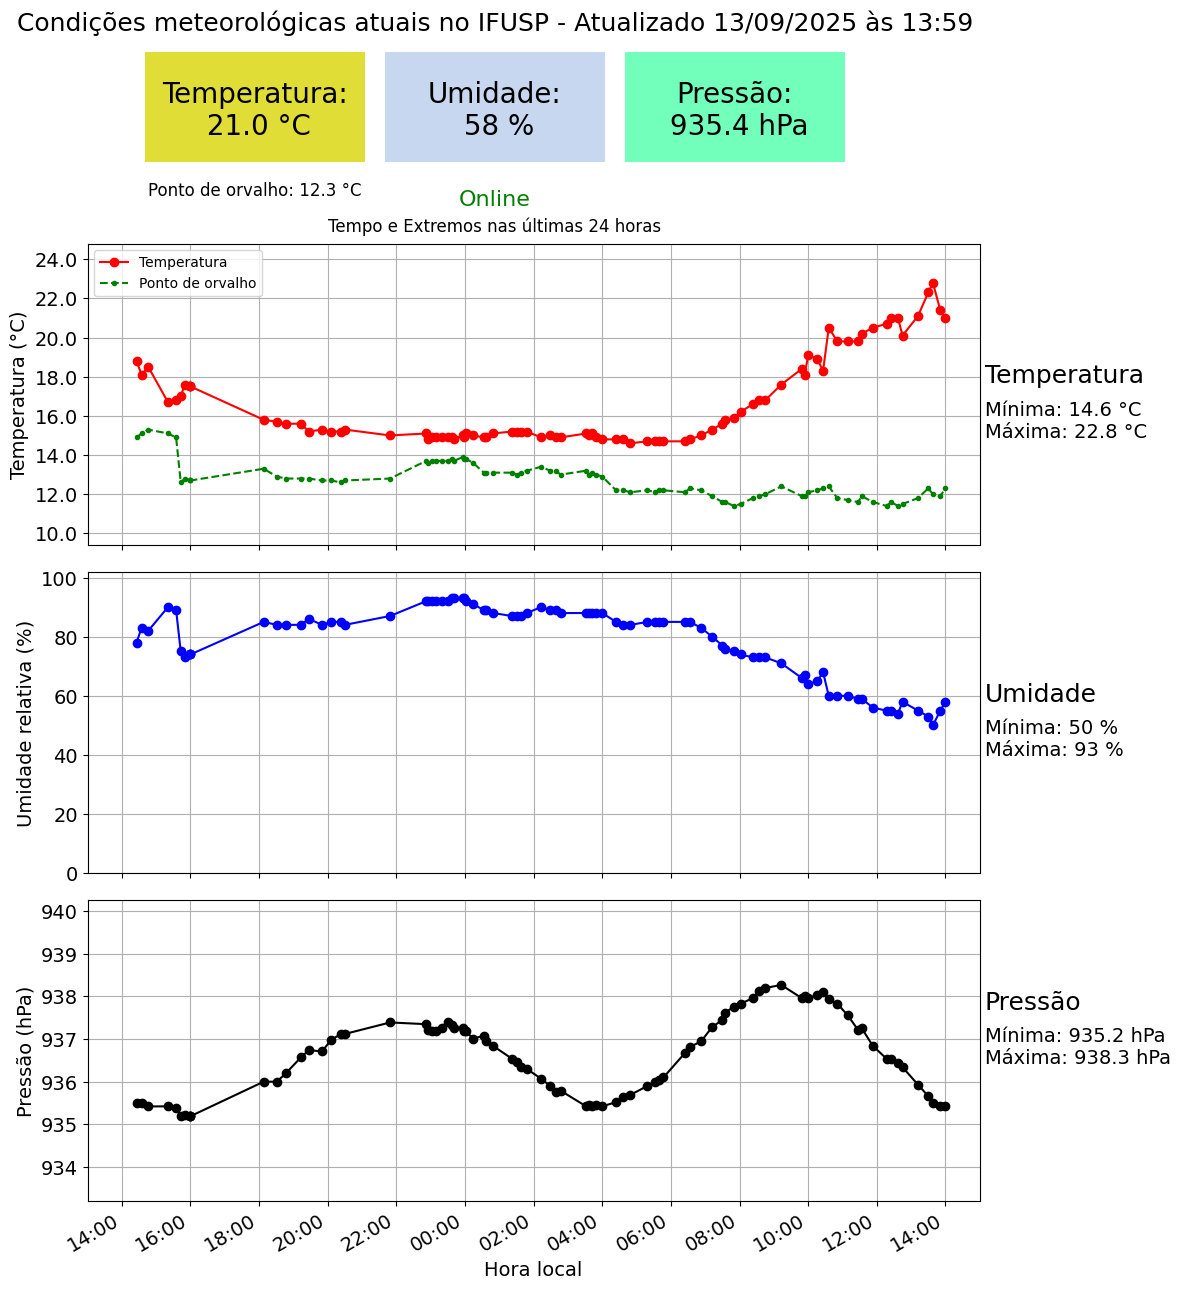 Condições meteorológicas atuais no IFUSP - Atualizado 13/09/2025 às 13:59
Temperatura:
21.0 °C
Umidade:
58 %
Pressão:
935.4 hPa
Ponto de orvalho: 12.3 °C
Online
Tempo e Extremos nas últimas 24 horas
Temperatura
Ponto de orvalho
Temperatura (°C)
24.0
22.0
20.0
18.0
16.0
14.0
12.0
10.0
Temperatura
Mínima: 14.6 °C
Máxima: 22.8 °C
Umidade relativa (%)
100
80
60
40
20
0
Umidade
Mínima: 50 %
Máxima: 93 %
Pressão (hPa)
940
939
938
937
936
935
934
Pressão
Mínima: 935.2 hPa
Máxima: 938.3 hPa
14:00
16:00
18:00
20:00
22:00
00:00
02:00
04:00
06:00
08:00
10:00
12:00
14:00
Hora local